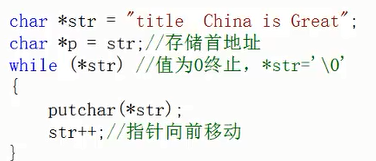 char *str = "title  China is Great";
char *p = str;//存储首地址
while (*str) //值为0终止，*str='\0'
{
    putchar(*str);
    str++;//指针向前移动
}